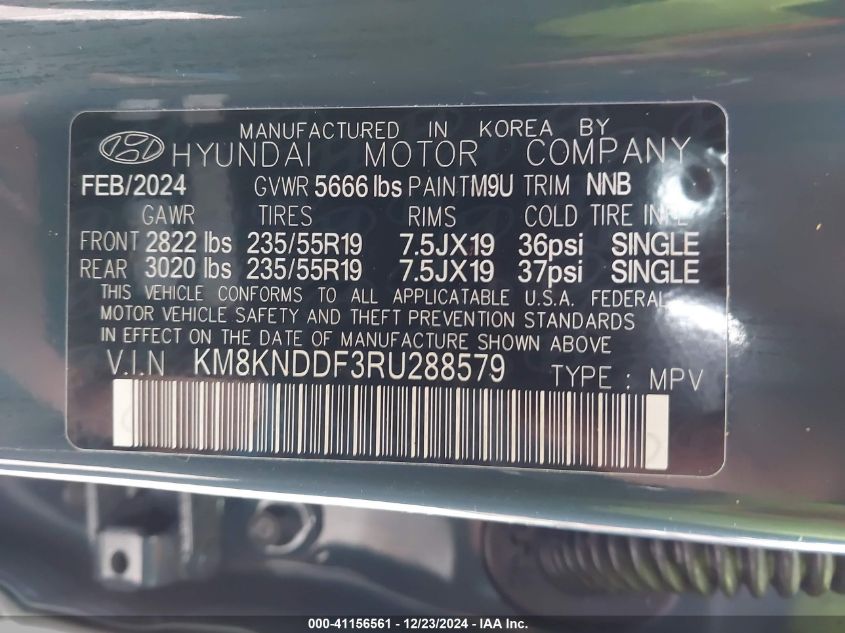 MANUFACTURED IN KOREA BY
HYUNDAI MOTOR COMPANY
FEB/2024 GVWR 5666 lbs PAINT M9U TRIM NNB
GAWR TIRES RIMS COLD TIRE INFL
FRONT 2822 lbs 235/55R19 7.5JX19 36psi SINGLE
REAR 3020 lbs 235/55R19 7.5JX19 37psi SINGLE
THIS VEHICLE CONFORMS TO ALL APPLICATABLE U.S.A. FEDERAL
MOTOR VEHICLE SAFETY AND THEFT PREVENTION STANDARDS
IN EFFECT ON THE DATE OF MANUFACTURE SHOWN ABOVE
V.I.N KM8KNDDF3RU288579 TYPE : MPV
000-41156561 / 12/23/2024 - IAA Inc.